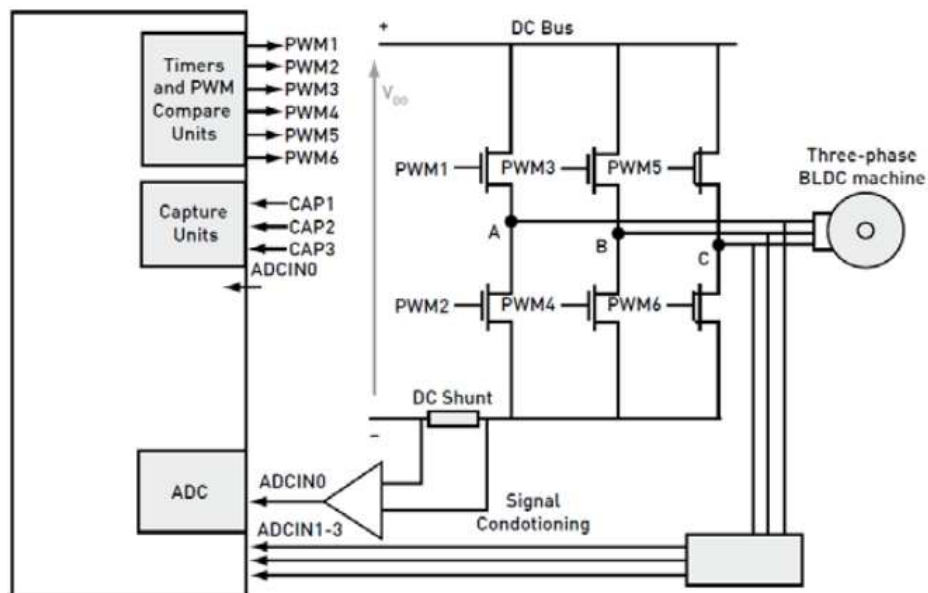 +
DC Bus
Timers
and PWM
Compare
Units
PWM1
PWM2
PWM3
PWM4
PWM5
PWM6
V₀₀
Capture
Units
CAP1
CAP2
CAP3
ADCIN0
PWM1
PWM3
PWM5
Three-phase
BLDC machine
A
B
C
PWM2
PWM4
PWM6
DC Shunt
−
ADC
ADCIN0
ADCIN1-3
Signal
Condotioning